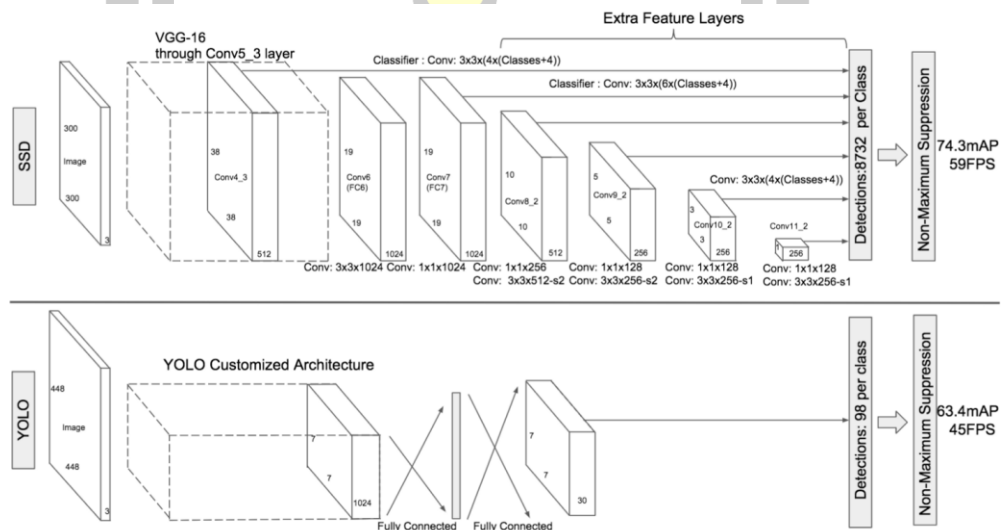 Extra Feature Layers
VGG-16
through Conv5_3 layer
Classifier : Conv: 3x3x(4x(Classes+4)
Classifier : Conv: 3x3x(6x(Classes+4))
SSD
300
Image
300
3
38
Conv4_3
38
512
19
Conv6
(FC6)
19
1024
19
Conv7
(FC7)
19
1024
10
Conv8_2
10
512
5
Conv9_2
5
256
Conv: 3x3x(4x(Classes+4))
3
Conv10_2
3
256
Conv11_2
1
256
Conv: 3x3x1024
Conv: 1x1x1024
Conv: 1x1x256
Conv: 3x3x512-s2
Conv: 1x1x128
Conv: 3x3x256-s2
Conv: 1x1x128
Conv: 3x3x256-s1
Conv: 1x1x128
Conv: 3x3x256-s1
Detections:8732 per Class
Non-Maximum Suppression
74.3mAP
59FPS
YOLO
448
Image
448
3
YOLO Customized Architecture
7
7
1024
Fully Connected
Fully Connected
7
7
30
Detections: 98 per class
Non-Maximum Suppression
63.4mAP
45FPS